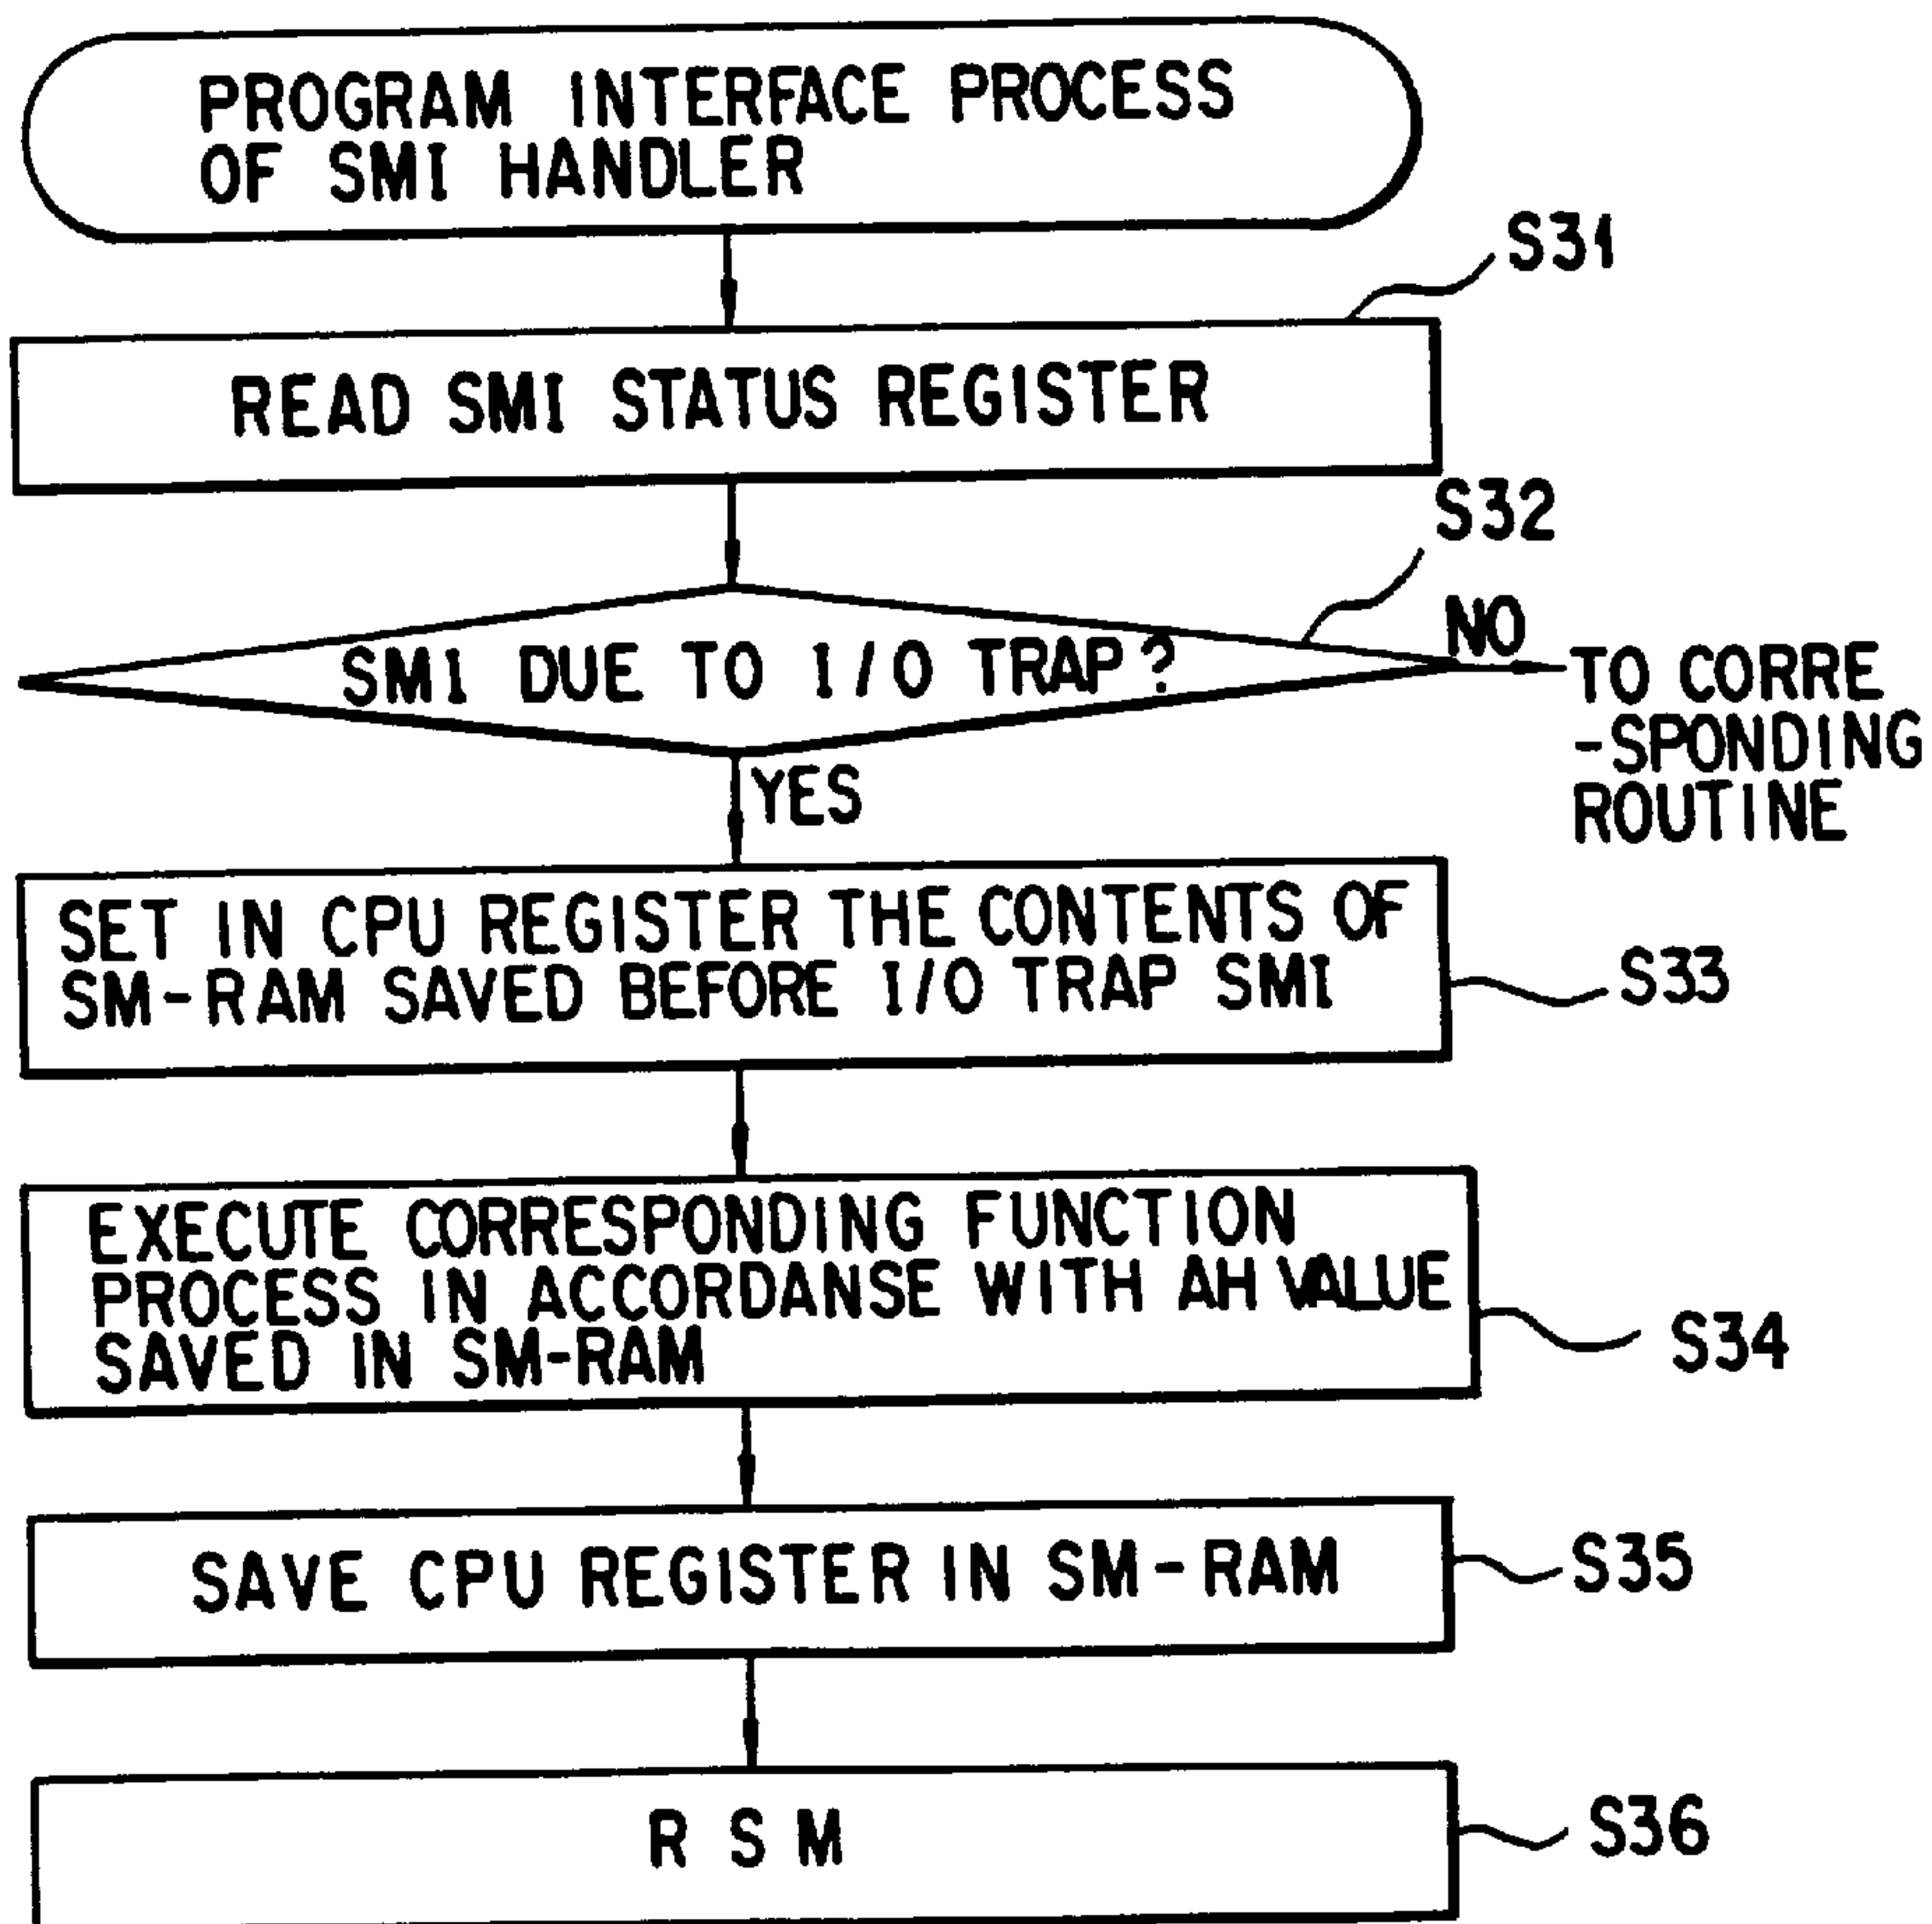 PROGRAM INTERFACE PROCESS
OF SMI HANDLER
S31
READ SMI STATUS REGISTER
S32
SMI DUE TO I/O TRAP?
NO
TO CORRE
-SPONDING
ROUTINE
YES
SET IN CPU REGISTER THE CONTENTS OF
SM-RAM SAVED BEFORE I/O TRAP SMI
S33
EXECUTE CORRESPONDING FUNCTION
PROCESS IN ACCORDANSE WITH AH VALUE
SAVED IN SM-RAM
S34
SAVE CPU REGISTER IN SM-RAM
S35
RSM
S36